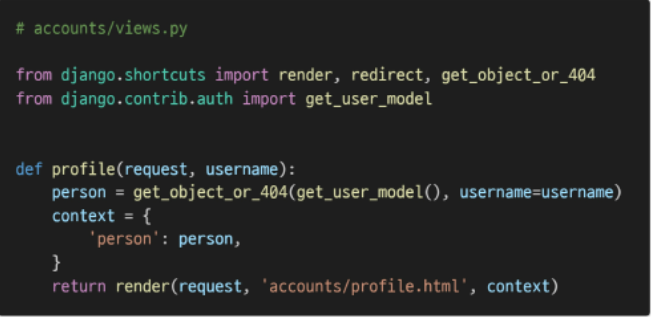 # accounts/views.py
from django.shortcuts import render, redirect, get_object_or_404
from django.contrib.auth import get_user_model
def profile(request, username):
    person = get_object_or_404(get_user_model(), username=username)
    context = {
        'person': person,
    }
    return render(request, 'accounts/profile.html', context)